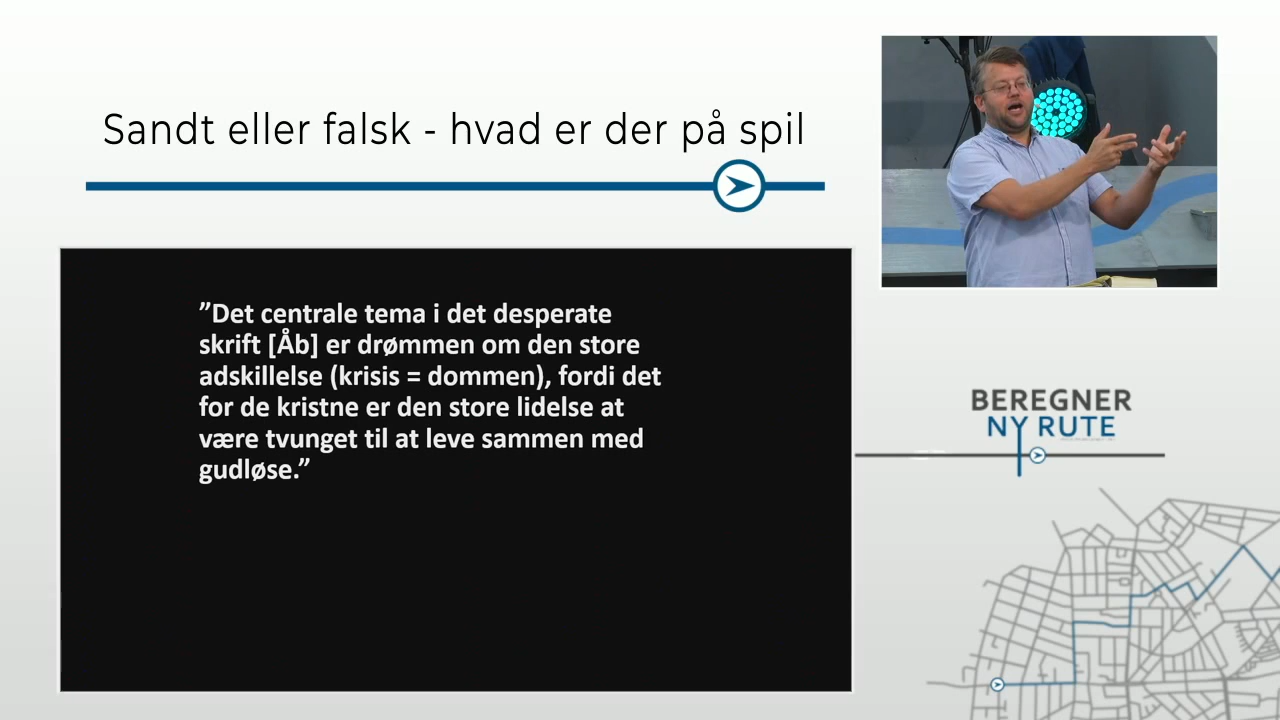 Sandt eller falsk - hvad er der på spil
”Det centrale tema i det desperate
skrift [Åb] er drømmen om den store
adskillelse (krisis = dommen), fordi det
for de kristne er den store lidelse at
være tvunget til at leve sammen med
gudløse.”
BEREGNER
NY RUTE